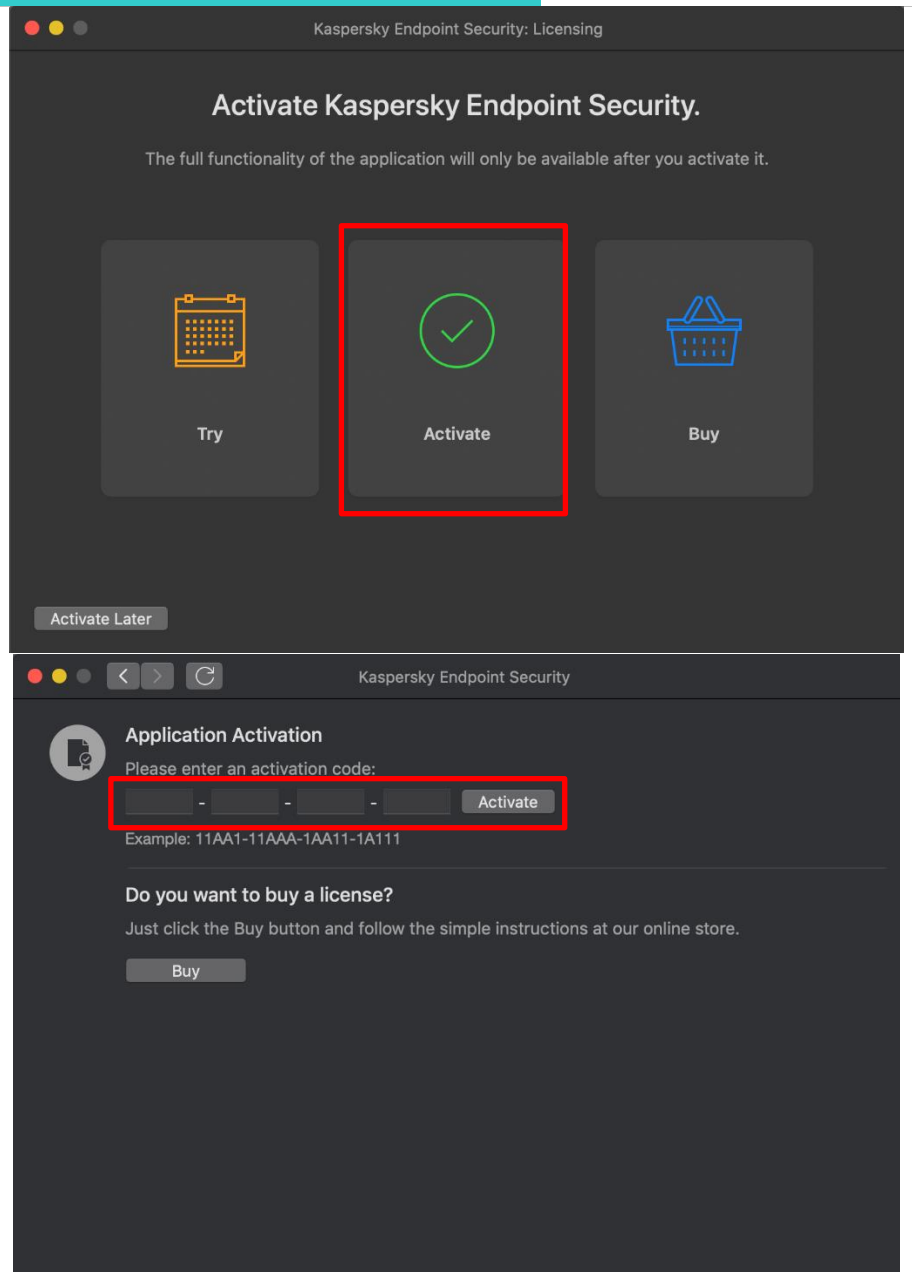 Kaspersky Endpoint Security: Licensing
Activate Kaspersky Endpoint Security.
The full functionality of the application will only be available after you activate it.
Try
Activate
Buy
Activate Later
Kaspersky Endpoint Security
Application Activation
Please enter an activation code:
- - - Activate
Example: 11AA1-11AAA-1AA11-1A111
Do you want to buy a license?
Just click the Buy button and follow the simple instructions at our online store.
Buy